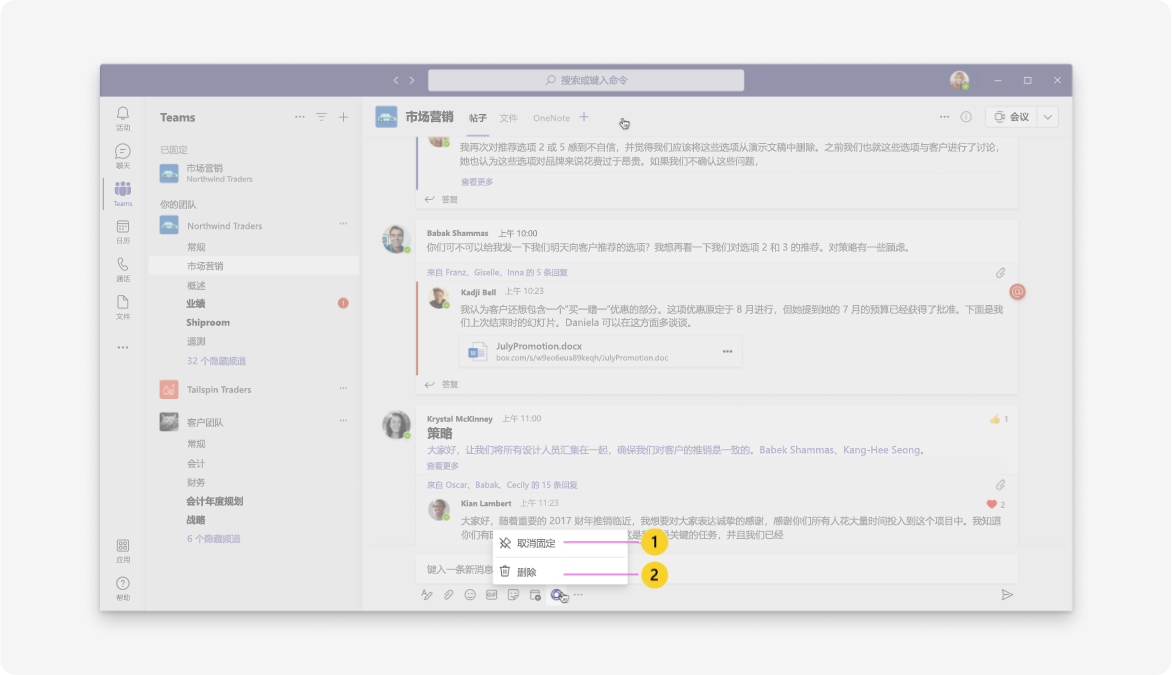 搜索或键入命令
活动
聊天
Teams
日历
通话
文件
应用
帮助
Teams
已固定
市场营销
Northwind Traders
你的团队
Northwind Traders
常规
市场营销
概述
业绩
Shiproom
遥测
32 个隐藏频道
Tailspin Traders
客户团队
常规
会计
财务
会计年度规划
战略
6 个隐藏频道
市场营销 帖子 文件 OneNote
会议
我再次对推荐选项 2 或 5 感到不自信，并觉得我们应该将这些选项从演示文稿中删除。之前我们也就这些选项与客户进行了讨论，
她也认为这些选项对品牌来说花费过于昂贵。如果我们不确认这些问题，
查看更多
答复
Babak Shammas 上午 10:00
你们可不可以给我发一下我们明天向客户推荐的选项？我想再看一下我们对选项 2 和 3 的推荐。对策略有一些顾虑。
来自 Franz、Giselle、Inna 的 5 条回复
Kadji Bell 上午 10:23
我认为客户还想包含一个“买一赠一”优惠的部分。这项优惠原定于 8 月进行，但她提到她的 7 月的预算已经获得了批准。下面是我
们上次结束时的幻灯片。Daniela 可以在这方面多谈谈。
JulyPromotion.docx
box.com/s/w9eo6eua89keqh/JulyPromotion.doc
答复
Krystal McKinney 上午 11:00
1
策略
大家好，让我们将所有设计人员汇集在一起，确保我们对客户的推销是一致的。Babek Shammas、Kang-Hee Seong。
查看更多
来自 Oscar、Babak、Cecily 的 15 条回复
Kian Lambert 上午 11:23
2
大家好，随着重要的 2017 财年推销临近，我想要对大家表达诚挚的感谢，感谢你们所有人花大量时间投入到这个项目中。我知道
你们有 关键的任务，并且我们已经
取消固定
1
键入一条新消息
删除
2
GIF